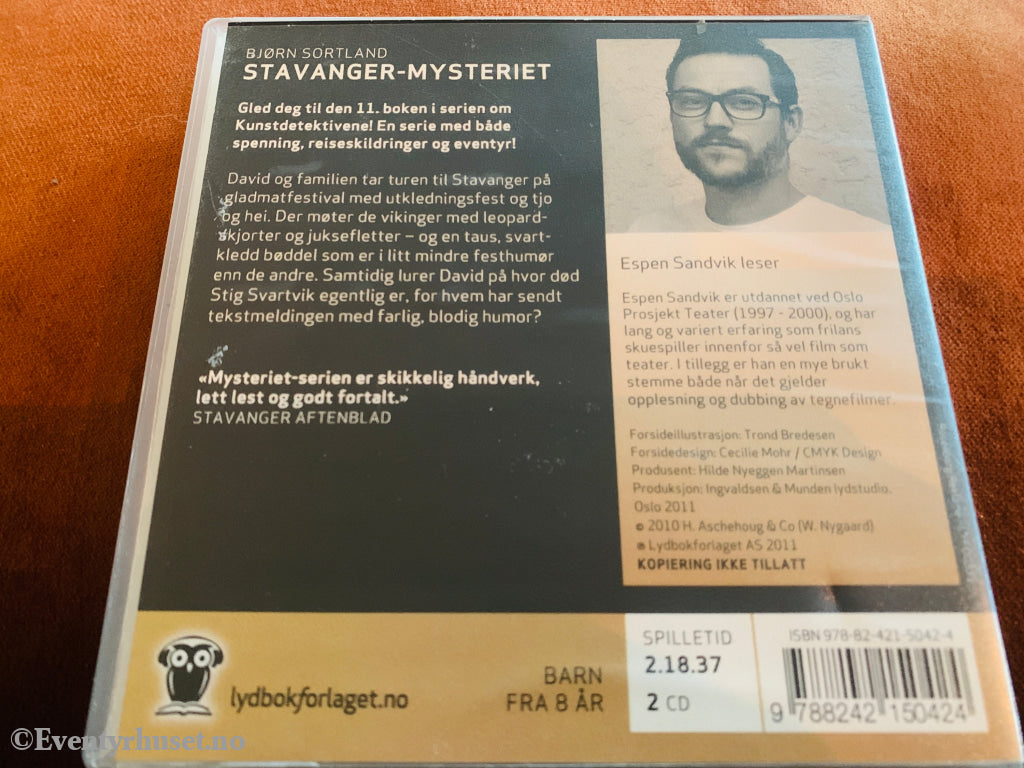 BJØRN SORTLAND
STAVANGER-MYSTERIET
Gled deg til den 11. boken i serien om
Kunstdetektivene! En serie med både
spenning, reiseskildringer og eventyr!
David og familien tar turen til Stavanger på
gladmatfestival med utkledningsfest og tjo
og hei. Der møter de vikinger med leopard-
skjorter og juksefletter – og en taus, svart-
kledd bøddel som er i litt mindre festhumør
enn de andre. Samtidig lurer David på hvor død
Stig Svartvik egentlig er, for hvem har sendt
tekstmeldingen med farlig, blodig humor?
«Mysteriet-serien er skikkelig håndverk,
lett lest og godt fortalt.»
STAVANGER AFTENBLAD
Espen Sandvik leser
Espen Sandvik er utdannet ved Oslo
Prosjekt Teater (1997 - 2000), og har
lang og variert erfaring som frilans
skuespiller innenfor så vel film som
teater. I tillegg er han en mye brukt
stemme både når det gjelder
opplesning og dubbing av tegnefilmer.
Forsideillustrasjon: Trond Bredesen
Forsidedesign: Cecilie Mohr / CMYK Design
Produsent: Hilde Nyeggen Martinsen
Produksjon: Ingvaldsen & Munden lydstudio,
Oslo 2011
© 2010 H. Aschehoug & Co (W. Nygaard)
℗ Lydbokforlaget AS 2011
KOPIERING IKKE TILLATT
lydbokforlaget.no
BARN
FRA 8 ÅR
SPILLETID
2.18.37
2 CD
ISBN 978-82-421-5042-4
9 788242 150424
©Eventyrhuset.no